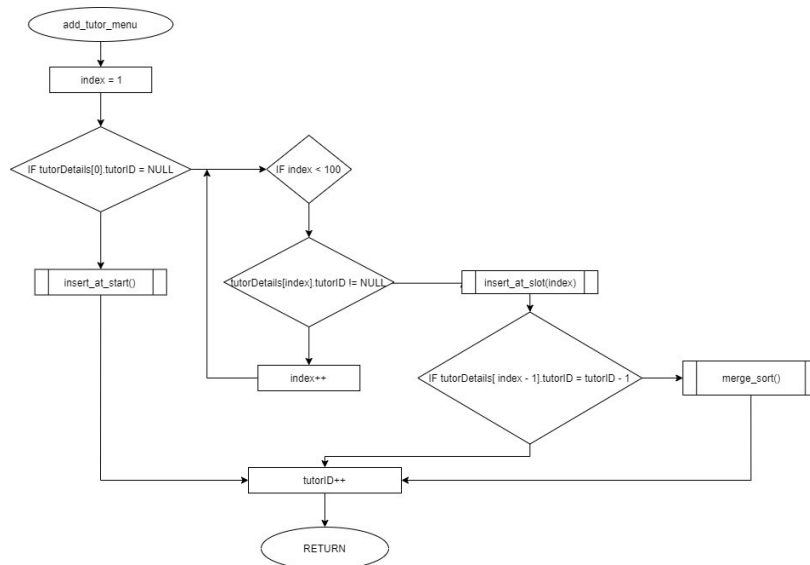 add_tutor_menu
index = 1
IF tutorDetails[0].tutorID = NULL
IF index < 100
insert_at_start()
tutorDetails[index].tutorID != NULL
insert_at_slot(index)
index++
IF tutorDetails[ index - 1].tutorID = tutorID - 1
merge_sort()
tutorID++
RETURN